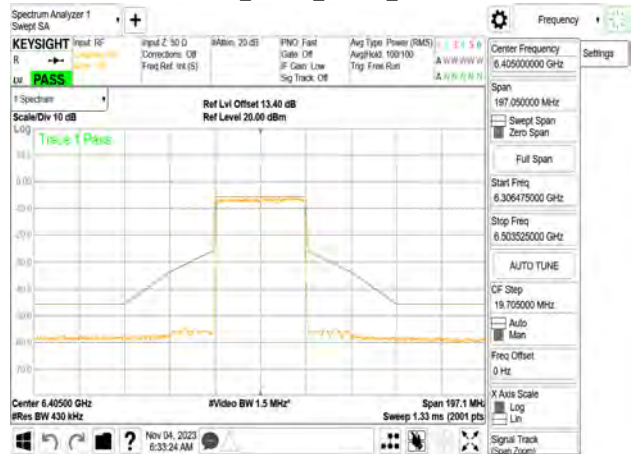 Spectrum Analyzer 1
Swept SA
Frequency
KEYSIGHT
Input: RF
Input Z: 50 Ω
Corrections: Off
Freq Ref: Int (S)
#Atten: 20 dB
PNO: Fast
Gate: Off
IF Gain: Low
Sig Track: Off
Avg Type: Power (RMS)
Avg|Hold: 100/100
Trig: Free Run
R
PASS
1 Spectrum
Scale/Div 10 dB
Ref Lvl Offset 13.40 dB
Ref Level 20.00 dBm
Log
Trace 1 Pass
Center 6.40500 GHz
#Res BW 430 kHz
#Video BW 1.5 MHz*
Span 197.1 MHz
Sweep 1.33 ms (2001 pts
Nov 04, 2023
6:33:24 AM
Center Frequency
6.405000000 GHz
Settings
Span
197.050000 MHz
Swept Span
Zero Span
Full Span
Start Freq
6.306475000 GHz
Stop Freq
6.503525000 GHz
AUTO TUNE
CF Step
19.705000 MHz
Auto
Man
Freq Offset
0 Hz
X Axis Scale
Log
Lin
Signal Track
(Span Zoom)